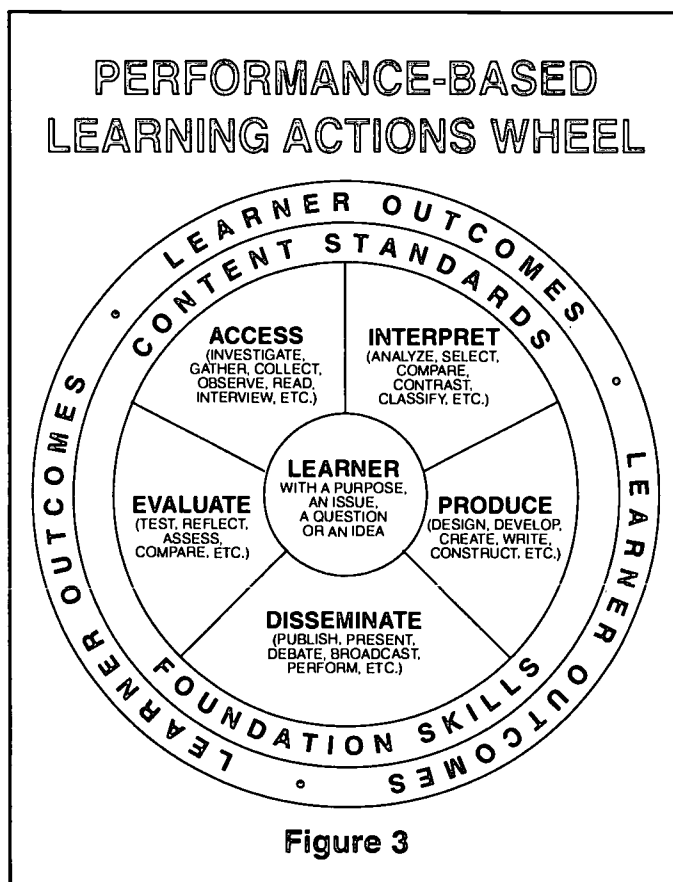 PERFORMANCE-BASED
LEARNING ACTIONS WHEEL
• LEARNER OUTCOMES • LEARNER OUTCOMES • LEARNER OUTCOMES
CONTENT STANDARDS
ACCESS
(INVESTIGATE,
GATHER, COLLECT,
OBSERVE, READ,
INTERVIEW, ETC.)
INTERPRET
(ANALYZE, SELECT,
COMPARE,
CONTRAST,
CLASSIFY, ETC.)
LEARNER
WITH A PURPOSE,
AN ISSUE,
A QUESTION
OR AN IDEA
EVALUATE
(TEST, REFLECT,
ASSESS,
COMPARE, ETC.)
PRODUCE
(DESIGN, DEVELOP,
CREATE, WRITE,
CONSTRUCT, ETC.)
DISSEMINATE
(PUBLISH, PRESENT,
DEBATE, BROADCAST,
PERFORM, ETC.)
FOUNDATION SKILLS
Figure 3